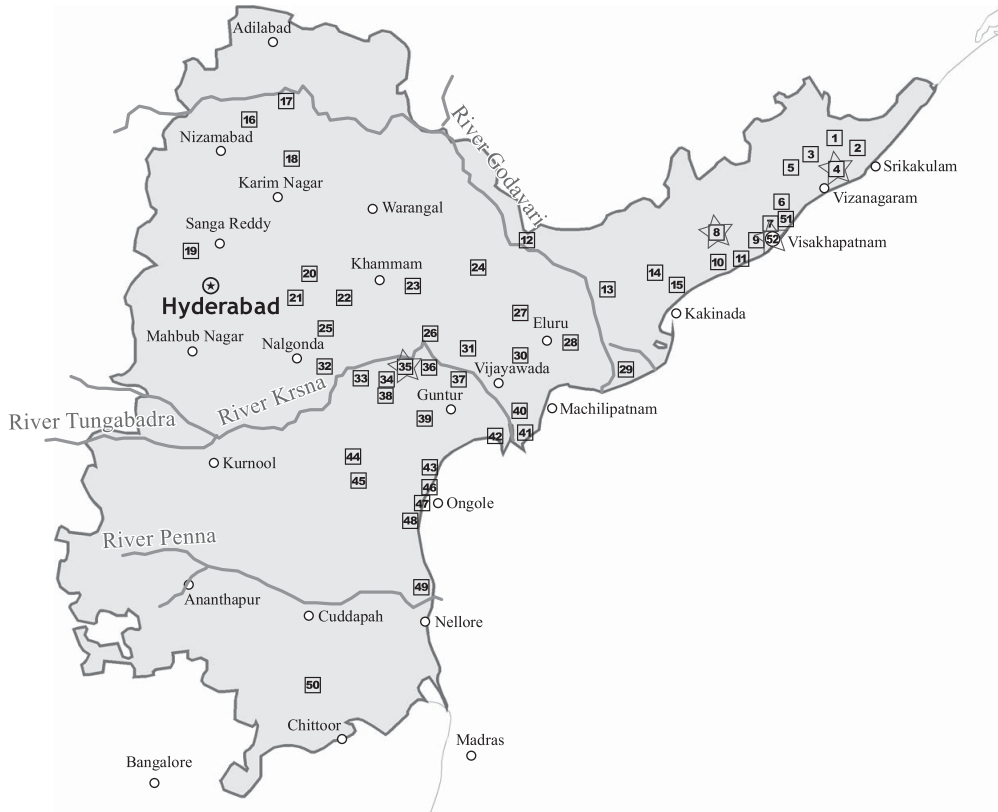 Adilabad
17
16
Nizamabad
18
River Godavari
1
2
3
4
5
Srikakulam
Karim Nagar
Vizanagaram
Warangal
6
51
7
Sanga Reddy
8
9
52
Visakhapatnam
12
19
10
11
Khammam
24
20
14
23
15
13
Hyderabad
21
22
27
Kakinada
25
Eluru
26
28
Mahbub Nagar
Nalgonda
31
30
32
35
36
Vijayawada
29
33
34
37
River Krsna
38
Guntur
40
Machilipatnam
River Tungabadra
39
42
41
44
Kurnool
43
45
46
47
Ongole
48
River Penna
49
Ananthapur
Cuddapah
Nellore
50
Chittoor
Madras
Bangalore